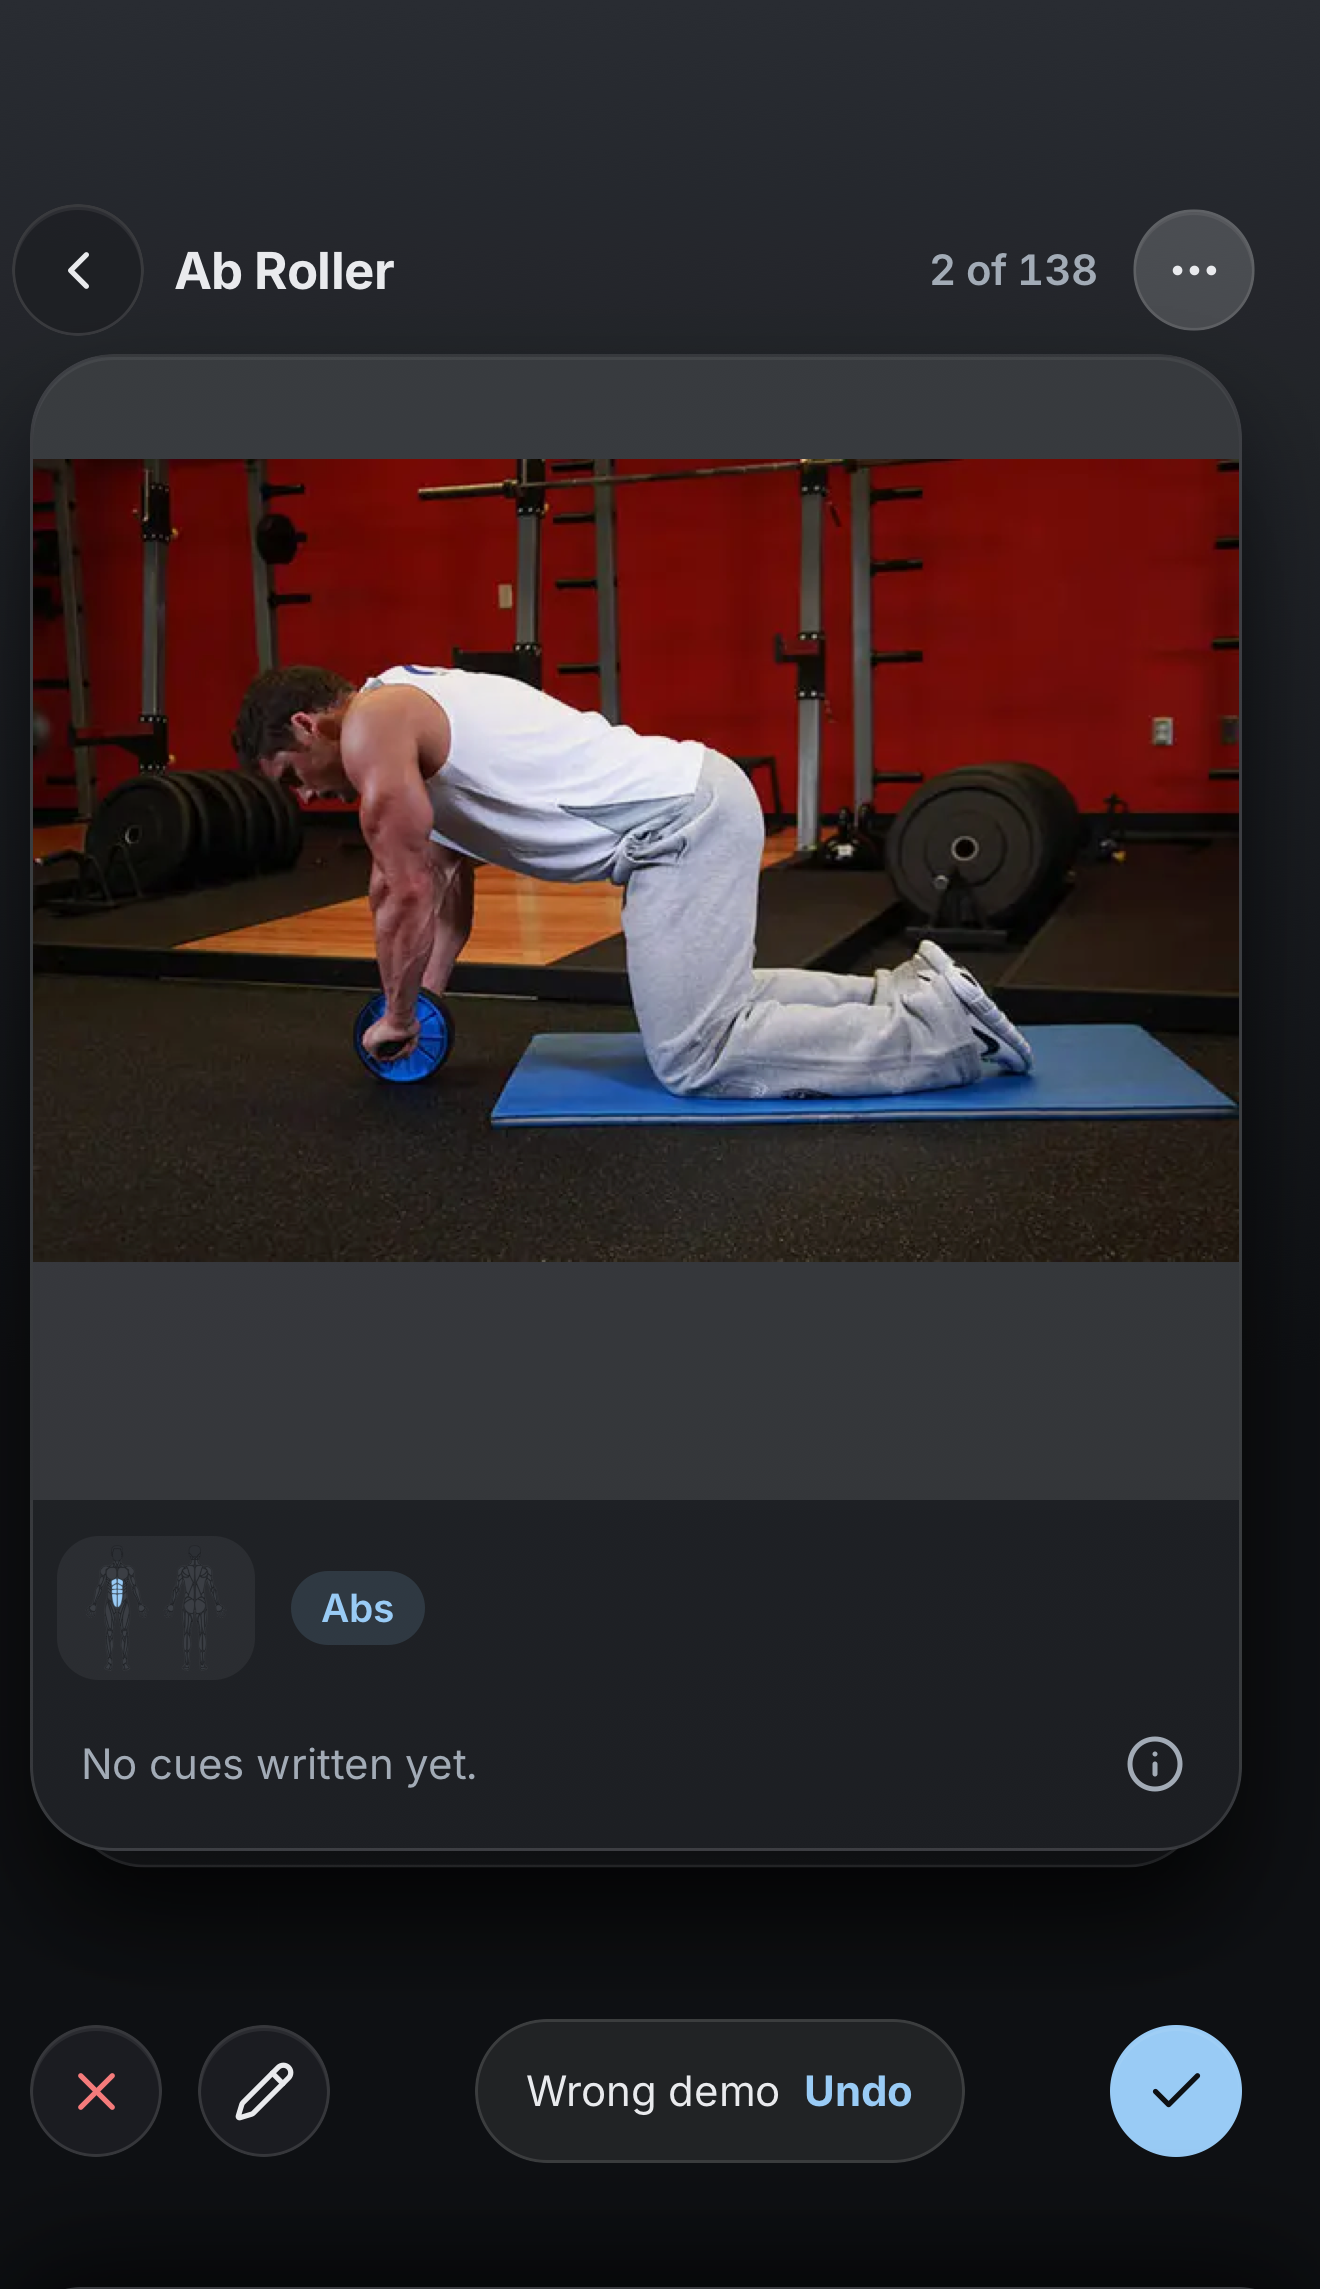 Ab Roller
2 of 138
Abs
No cues written yet.
Wrong demo Undo